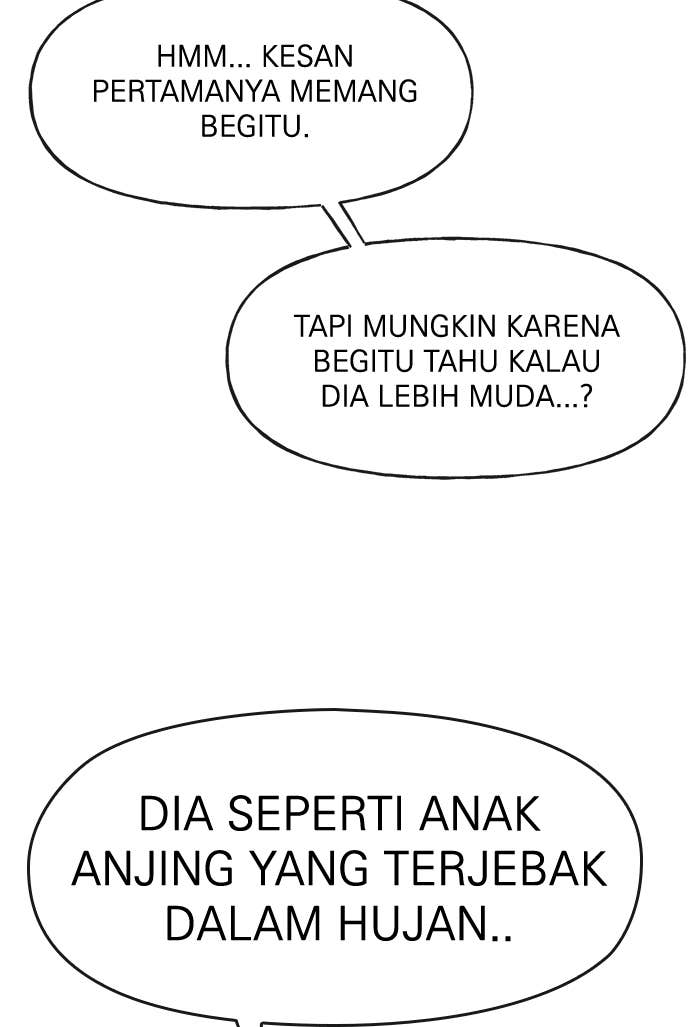 HMM... KESAN
PERTAMANYA MEMANG
BEGITU.
TAPI MUNGKIN KARENA
BEGITU TAHU KALAU
DIA LEBIH MUDA...?
DIA SEPERTI ANAK
ANJING YANG TERJEBAK
DALAM HUJAN..